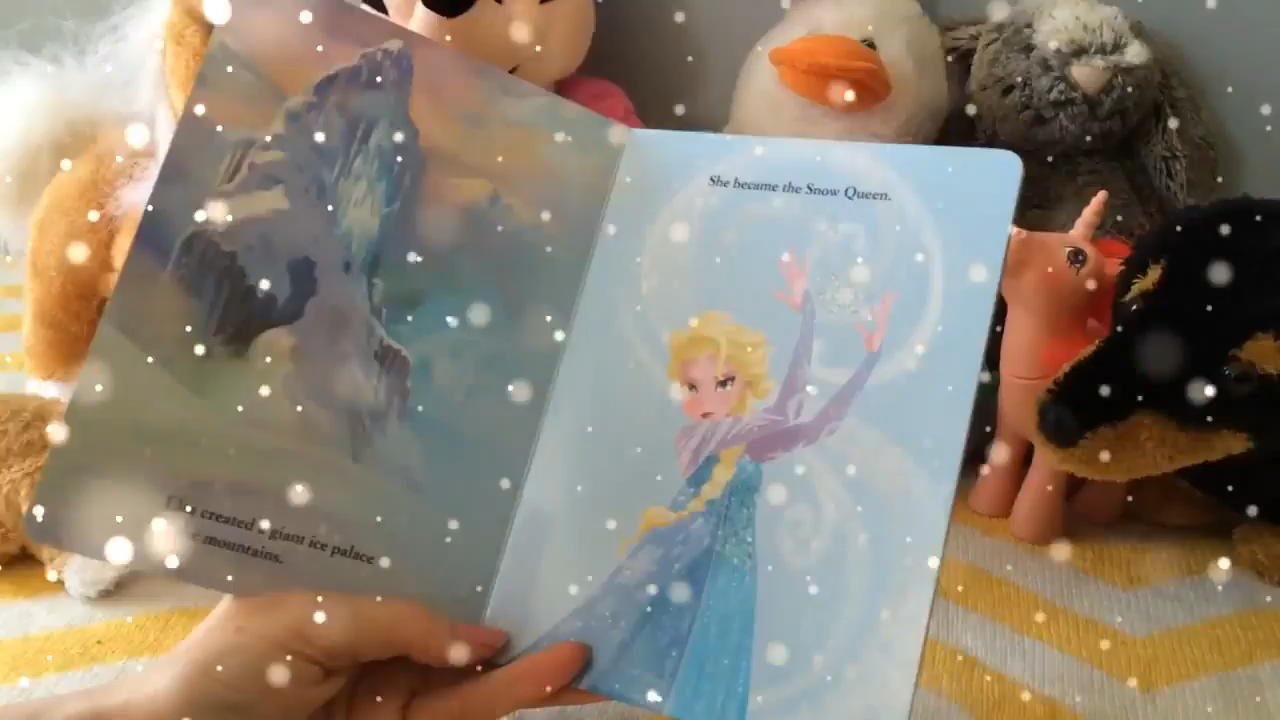 created a giant ice palace
mountains.
She became the Snow Queen.